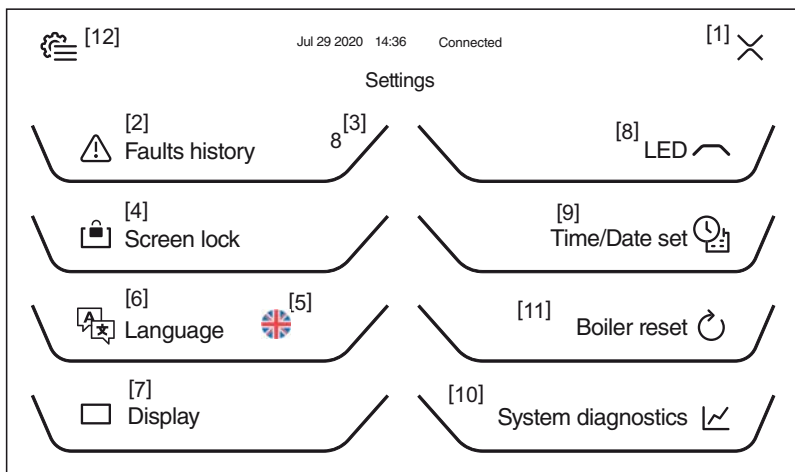 [12] Jul 29 2020 14:36 Connected [1]
Settings
[2] [3]
Faults history 8
[8]
LED
[4]
Screen lock
[9]
Time/Date set
[6] [5]
Language
[11] Boiler reset
[7]
Display
[10]
System diagnostics